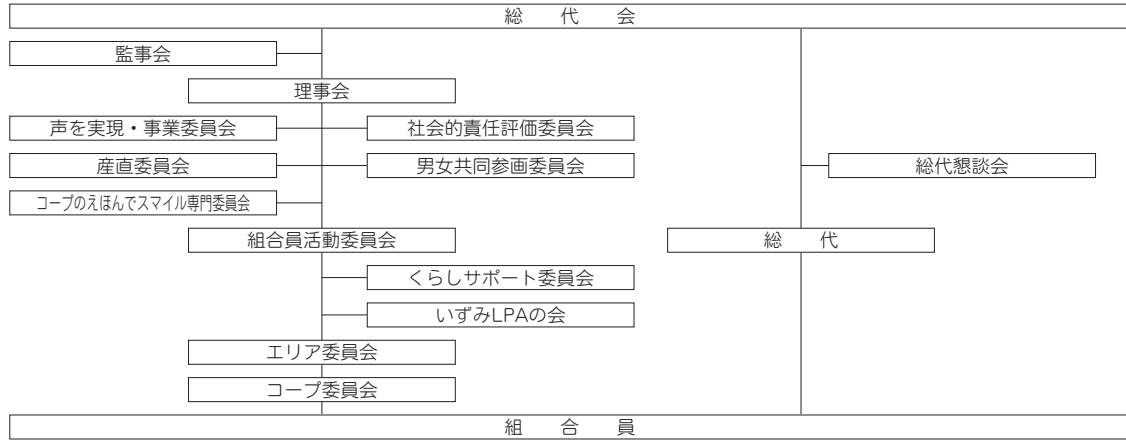 総　代　会
監事会
理事会
声を実現・事業委員会
社会的責任評価委員会
産直委員会
男女共同参画委員会
総代懇談会
コープのえほんでスマイル専門委員会
組合員活動委員会
総　代
くらしサポート委員会
いずみLPAの会
エリア委員会
コープ委員会
組　合　員